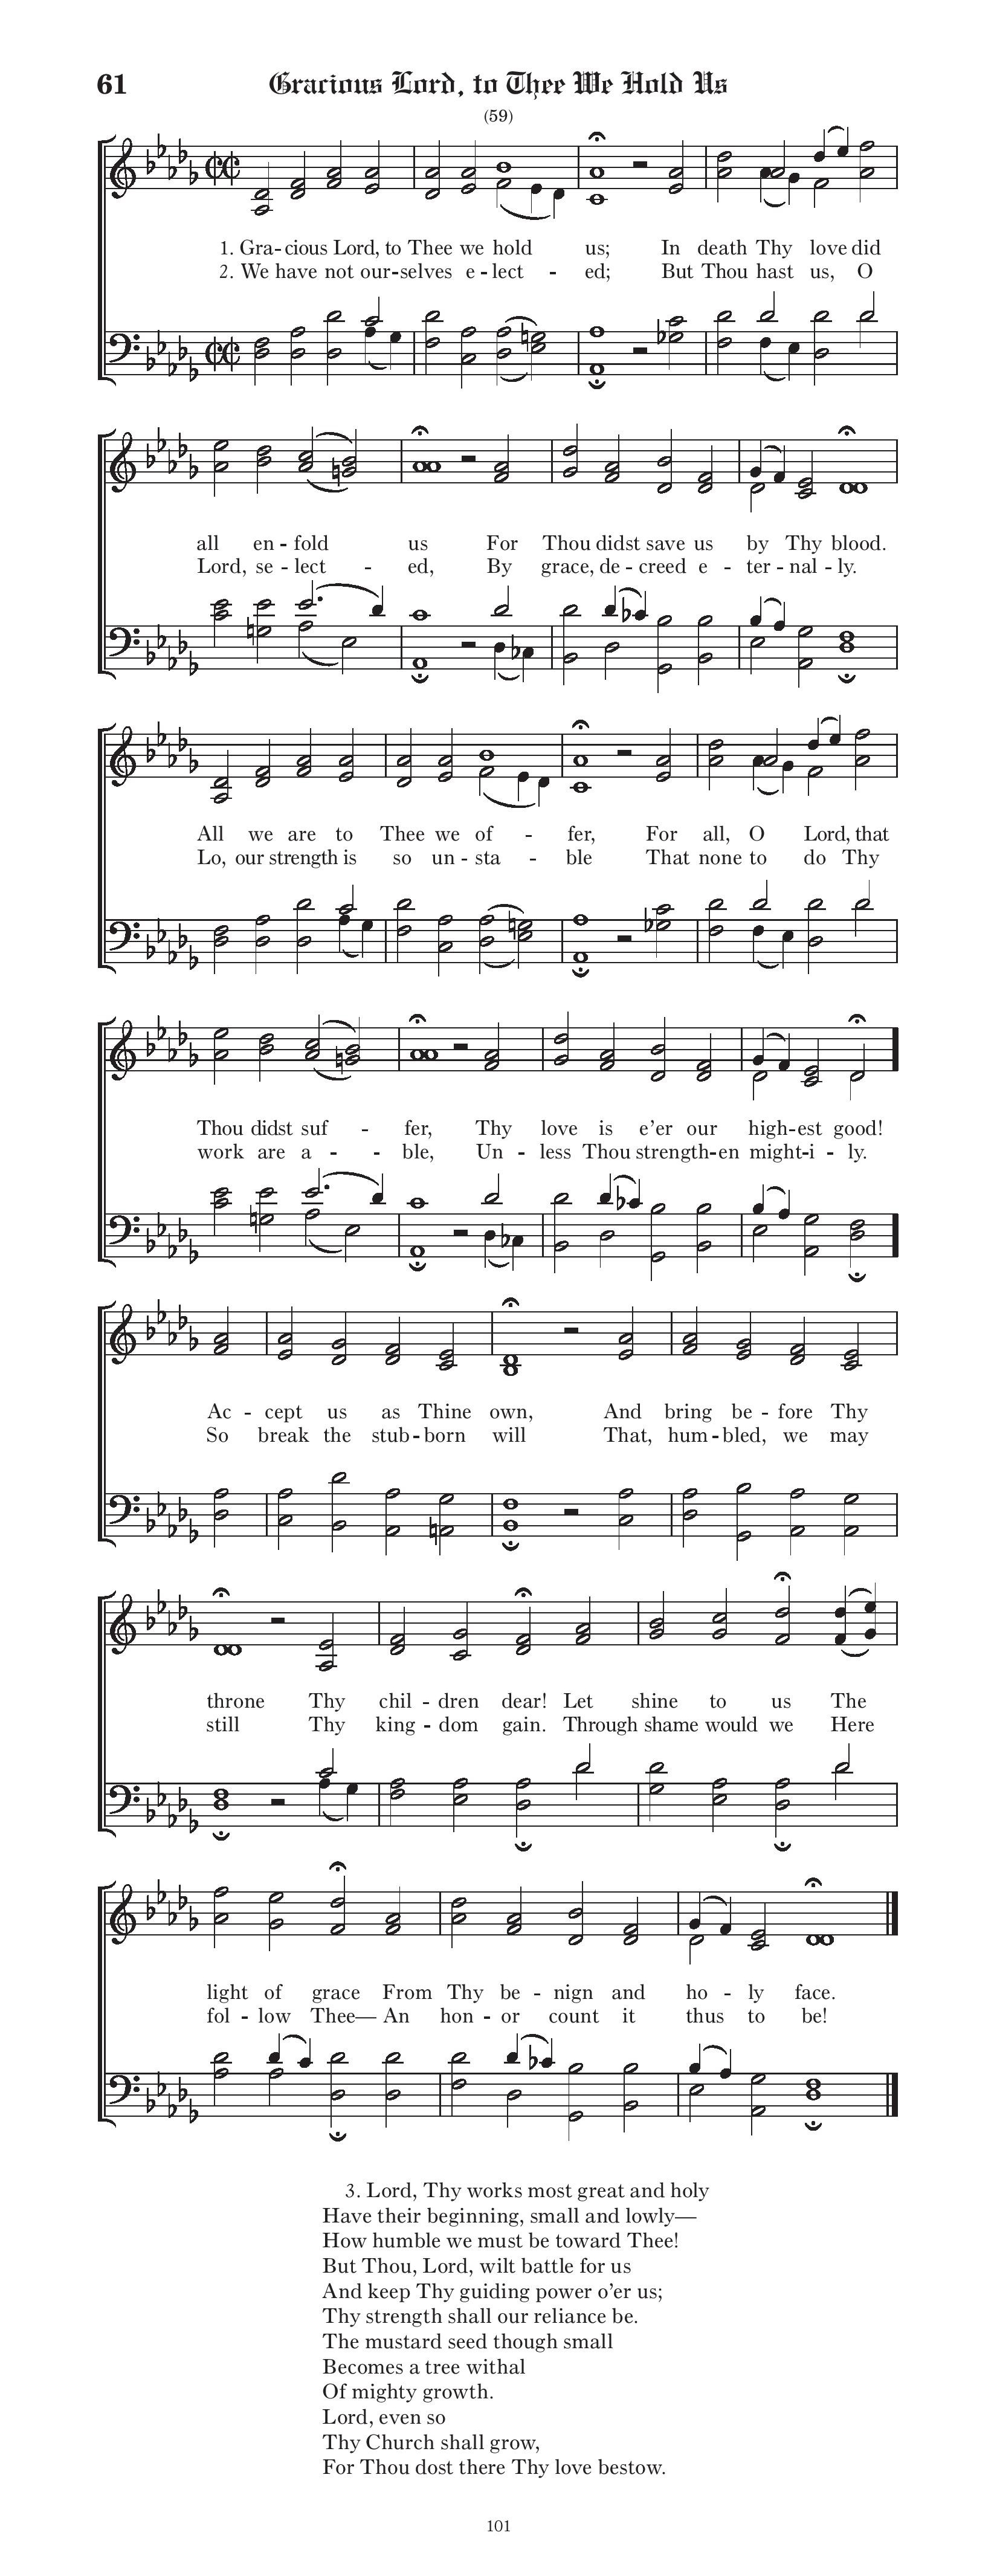 61 Gracious Lord, to Thee We Hold Us
(59)
1. Gra-cious Lord, to Thee we hold us; In death Thy love did
2. We have not our-selves e-lect-ed; But Thou hast us, O
all en-fold us For Thou didst save us by Thy blood.
Lord, se-lect-ed, By grace, de-creed e-ter-nal-ly.
All we are to Thee we of-fer, For all, O Lord, that
Lo, our strength is so un-sta-ble That none to do Thy
Thou didst suf-fer, Thy love is e’er our high-est good!
work are a--ble, Un-less Thou strength-en might-i-ly.
Ac-cept us as Thine own, And bring be-fore Thy
So break the stub-born will That, hum-bled, we may
throne Thy chil-dren dear! Let shine to us The
still Thy king-dom gain. Through shame would we Here
light of grace From Thy be-nign and ho-ly face.
fol-low Thee— An hon-or count it thus to be!
3. Lord, Thy works most great and holy
Have their beginning, small and lowly—
How humble we must be toward Thee!
But Thou, Lord, wilt battle for us
And keep Thy guiding power o’er us;
Thy strength shall our reliance be.
The mustard seed though small
Becomes a tree withal
Of mighty growth.
Lord, even so
Thy Church shall grow,
For Thou dost there Thy love bestow.
101